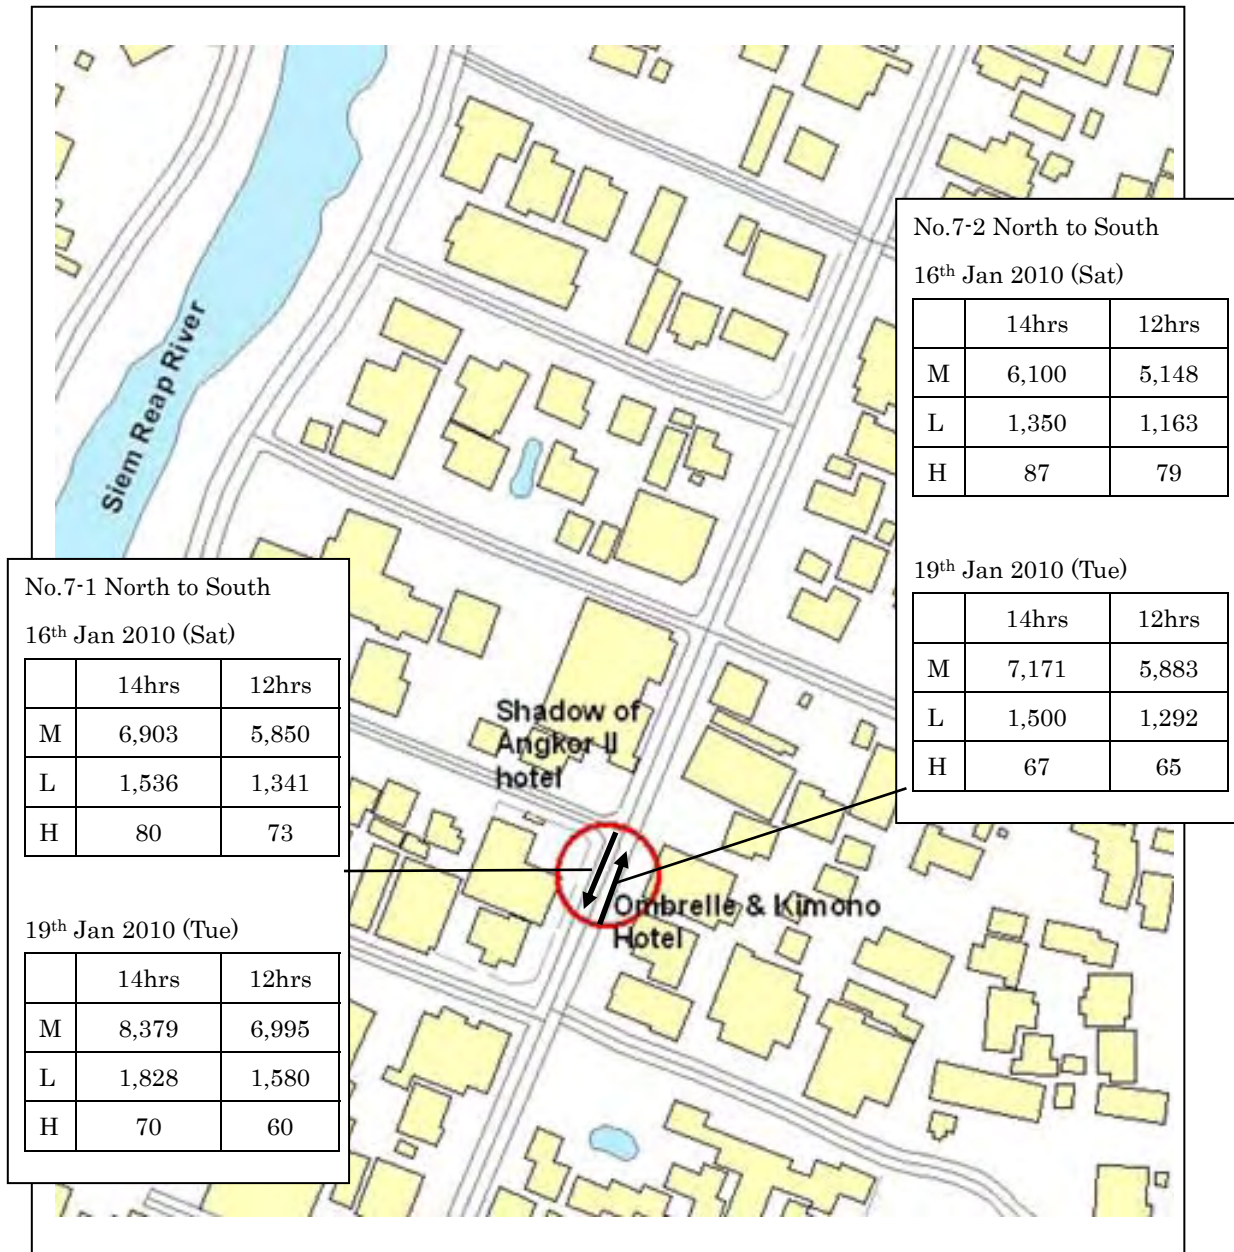 No.7-2 North to South
16th Jan 2010 (Sat)
14hrs 12hrs
M 6,100 5,148
L 1,350 1,163
H 87 79
19th Jan 2010 (Tue)
14hrs 12hrs
M 7,171 5,883
L 1,500 1,292
H 67 65
Siem Reap River
No.7-1 North to South
16th Jan 2010 (Sat)
14hrs 12hrs
M 6,903 5,850
L 1,536 1,341
H 80 73
19th Jan 2010 (Tue)
14hrs 12hrs
M 8,379 6,995
L 1,828 1,580
H 70 60
Shadow of
Angkor II
hotel
Ombrelle & Kimono
Hotel